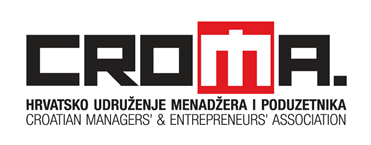 CROMA.
HRVATSKO UDRUŽENJE MENADŽERA I PODUZETNIKA
CROATIAN MANAGERS' & ENTREPRENEURS' ASSOCIATION